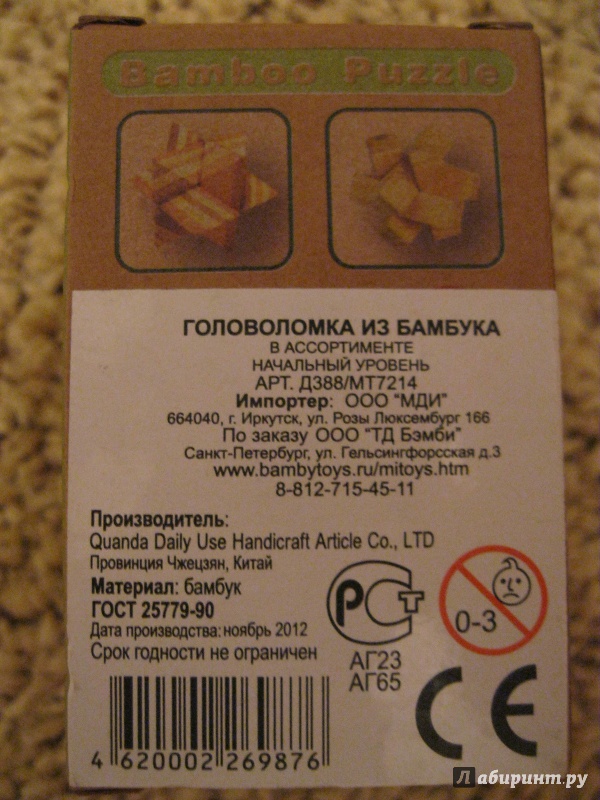 Bamboo Puzzle
ГОЛОВОЛОМКА ИЗ БАМБУКА
В АССОРТИМЕНТЕ
НАЧАЛЬНЫЙ УРОВЕНЬ
АРТ. Д388/МТ7214
Импортер: ООО "МДИ"
664040, г. Иркутск, ул. Розы Люксембург 166
По заказу ООО "ТД Бэмби"
Санкт-Петербург, ул. Гельсингфорсская д.3
www.bambytoys.ru/mitoys.htm
8-812-715-45-11
Производитель:
Quanda Daily Use Handicraft Article Co., LTD
Провинция Чжецзян, Китай
Материал: бамбук
ГОСТ 25779-90
Дата производства: ноябрь 2012
Срок годности не ограничен
РСТ
АГ23
АГ65
0-3
CE
4 620002 269876
Лабиринт.ру